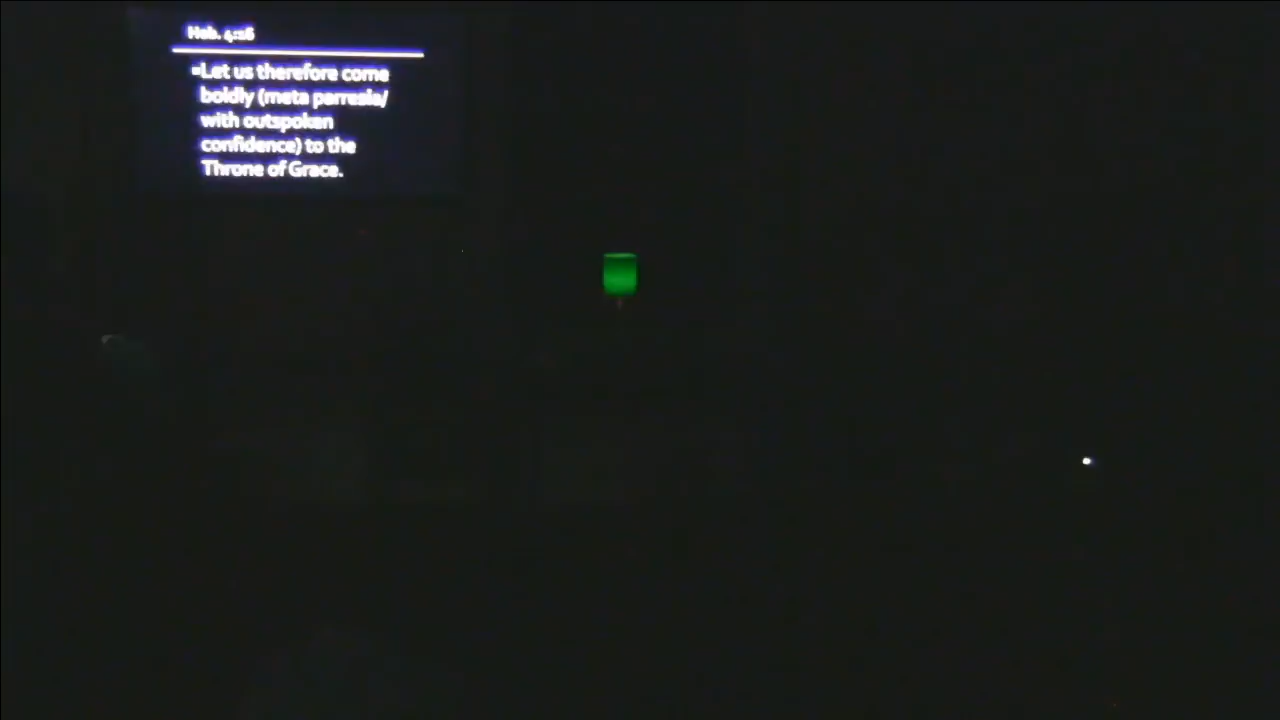 Heb. 4:16
▪Let us therefore come
boldly (meta parresia/
with outspoken
confidence) to the
Throne of Grace.